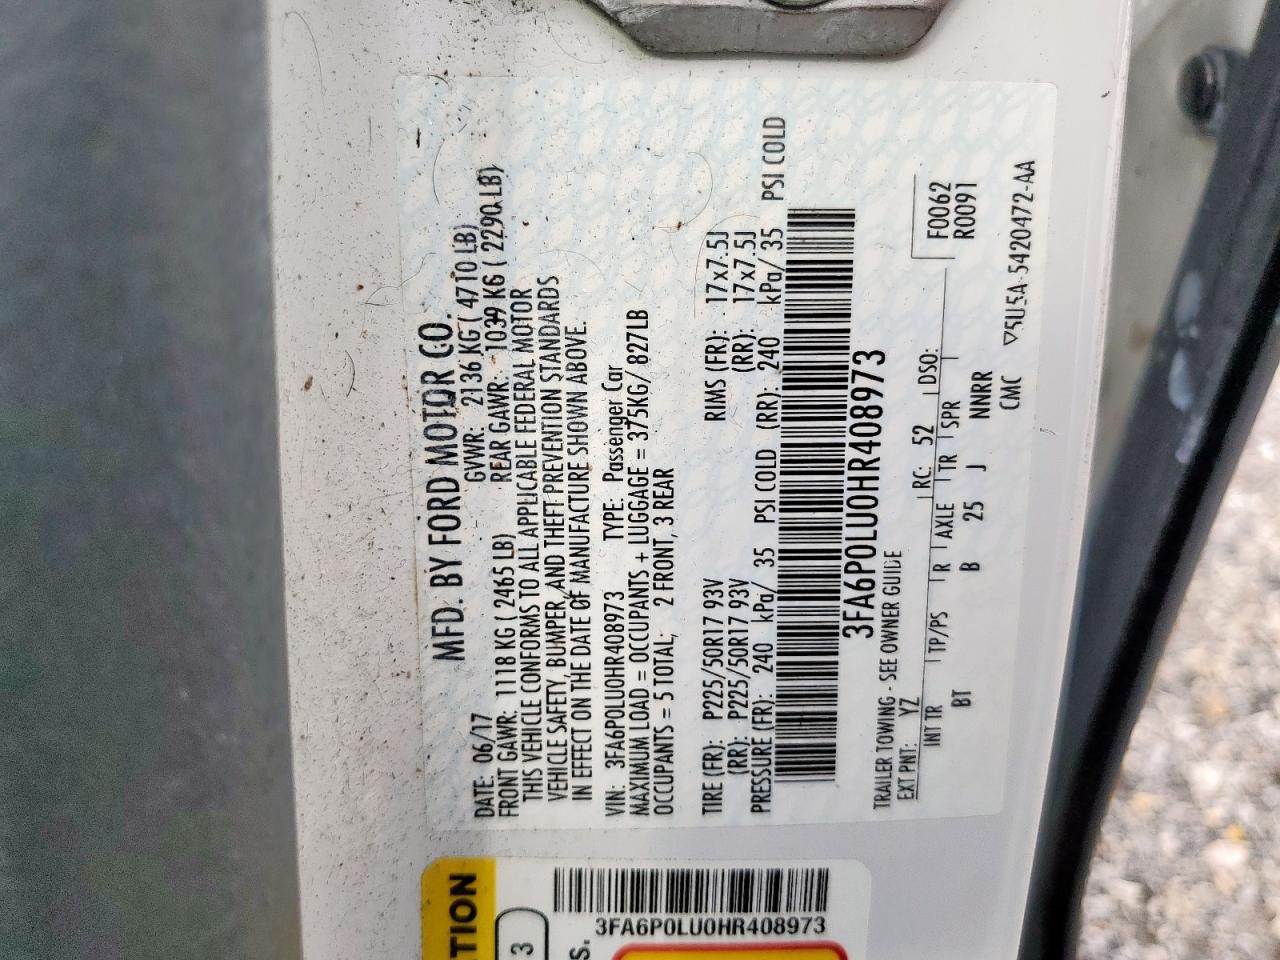 MFD. BY FORD MOTOR CO.
DATE: 06/17 GVWR: 2136 KG ( 4710 LB)
FRONT GAWR: 1118 KG ( 2465 LB) REAR GAWR: 1039 KG ( 2290 LB)
THIS VEHICLE CONFORMS TO ALL APPLICABLE FEDERAL MOTOR
VEHICLE SAFETY, BUMPER, AND THEFT PREVENTION STANDARDS
IN EFFECT ON THE DATE OF MANUFACTURE SHOWN ABOVE.
VIN: 3FA6P0LU0HR408973 TYPE: Passenger Car
MAXIMUM LOAD = OCCUPANTS + LUGGAGE = 375KG/ 827LB
OCCUPANTS = 5 TOTAL; 2 FRONT, 3 REAR
TIRE (FR): P225/50R17 93V RIMS (FR): 17x7.5J
(RR): P225/50R17 93V (RR): 17x7.5J
PRESSURE (FR): 240 kPa/ 35 PSI COLD (RR): 240 kPa/ 35 PSI COLD
3FA6P0LU0HR408973
TRAILER TOWING - SEE OWNER GUIDE
F0062
R0091
EXT PNT: YZ RC: 52 DSO:
INT TR TP/PS R AXLE TR SPR
BT B 25 J NNRR
CMC ▽5U5A-5420472-AA
TION
3
3FA6P0LU0HR408973
S.